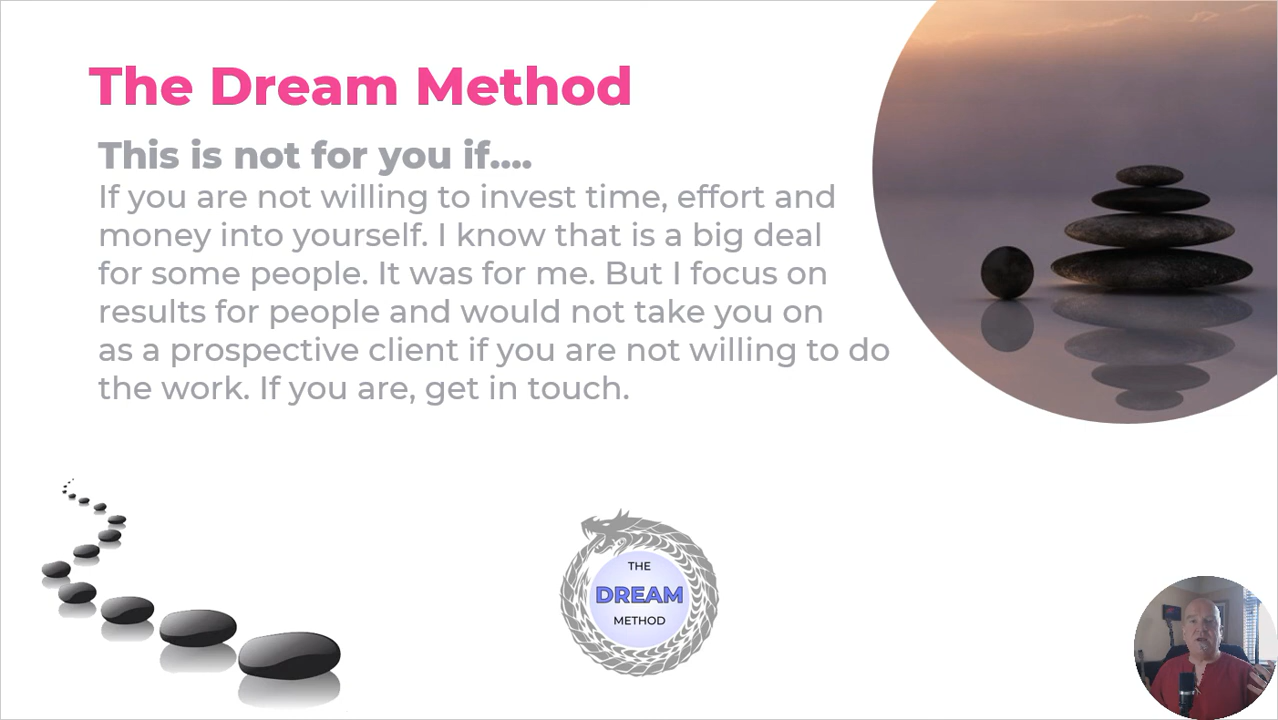 The Dream Method
This is not for you if....
If you are not willing to invest time, effort and
money into yourself. I know that is a big deal
for some people. It was for me. But I focus on
results for people and would not take you on
as a prospective client if you are not willing to do
the work. If you are, get in touch.
THE
DREAM
METHOD